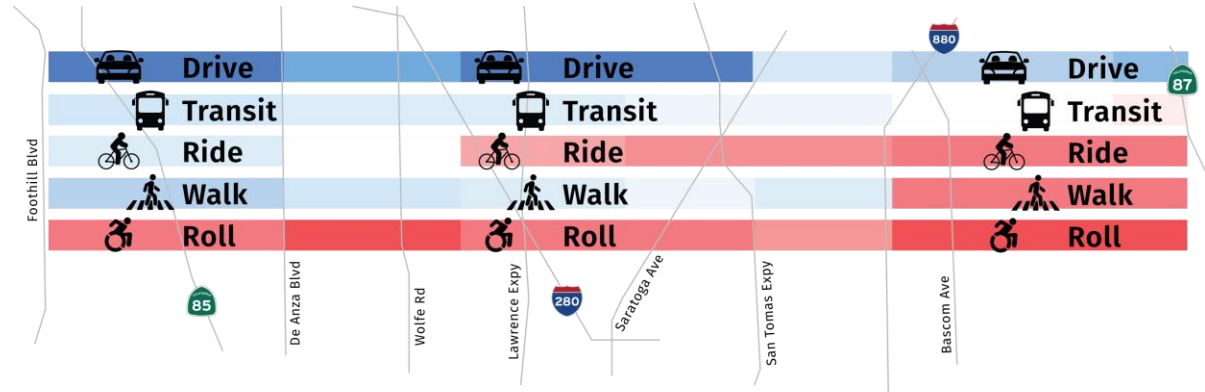 880
Drive Drive Drive
87
Transit Transit Transit
Ride Ride Ride
Walk Walk Walk
Roll Roll Roll
Foothill Blvd
85
De Anza Blvd
Wolfe Rd
Lawrence Expy
280
Saratoga Ave
San Tomas Expy
Bascom Ave